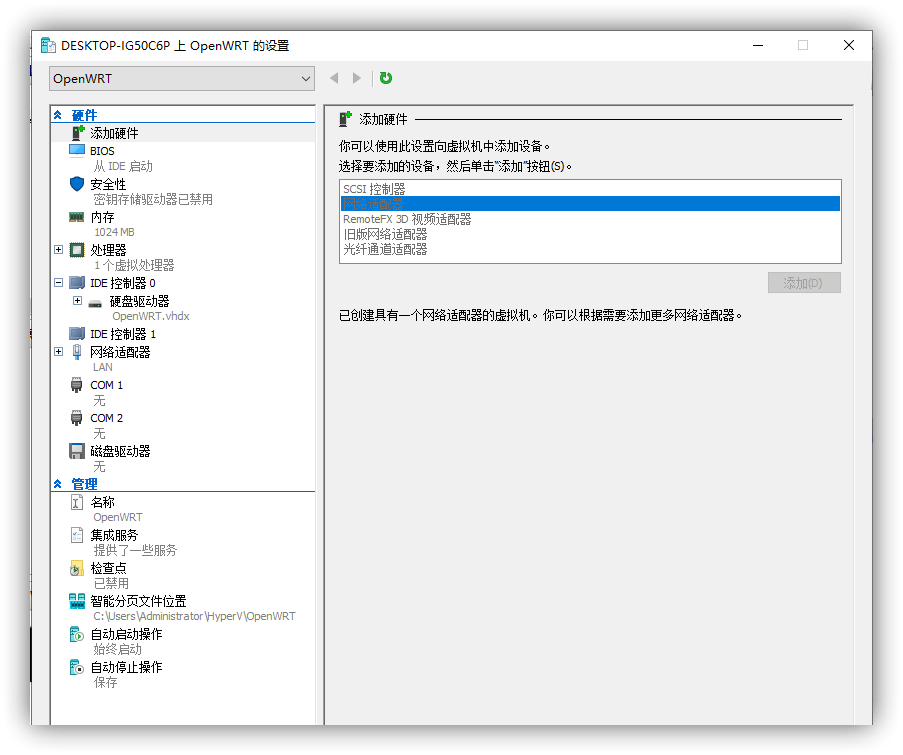 DESKTOP-IG50C6P 上 OpenWRT 的设置
OpenWRT
硬件
添加硬件
BIOS
从 IDE 启动
安全性
密钥存储驱动器已禁用
内存
1024 MB
处理器
1 个虚拟处理器
IDE 控制器 0
硬盘驱动器
OpenWRT.vhdx
IDE 控制器 1
网络适配器
LAN
COM 1
无
COM 2
无
磁盘驱动器
无
管理
名称
OpenWRT
集成服务
提供了一些服务
检查点
已禁用
智能分页文件位置
C:\Users\Administrator\HyperV\OpenWRT
自动启动操作
始终启动
自动停止操作
保存
添加硬件
你可以使用此设置向虚拟机中添加设备。
选择要添加的设备，然后单击"添加"按钮(S)。
SCSI 控制器
网络适配器
RemoteFX 3D 视频适配器
旧版网络适配器
光纤通道适配器
添加(D)
已创建具有一个网络适配器的虚拟机。你可以根据需要添加更多网络适配器。